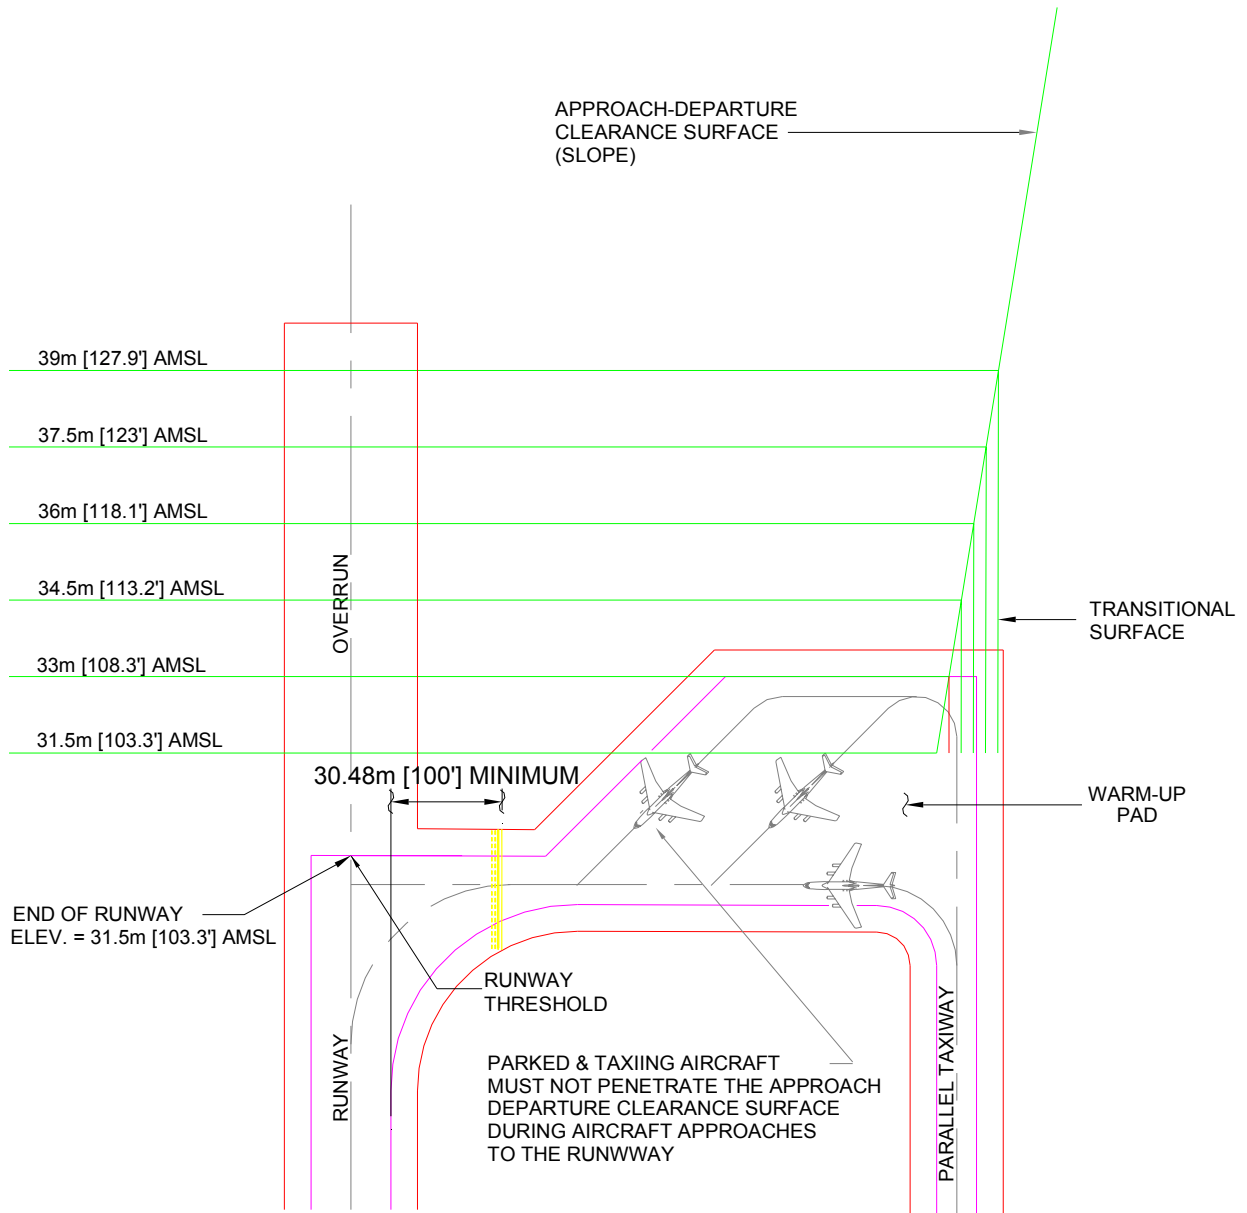 APPROACH-DEPARTURE
CLEARANCE SURFACE
(SLOPE)
39m [127.9'] AMSL
37.5m [123'] AMSL
36m [118.1'] AMSL
34.5m [113.2'] AMSL
33m [108.3'] AMSL
31.5m [103.3'] AMSL
OVERRUN
TRANSITIONAL
SURFACE
30.48m [100'] MINIMUM
WARM-UP
PAD
END OF RUNWAY
ELEV. = 31.5m [103.3'] AMSL
RUNWAY
THRESHOLD
RUNWAY
PARKED & TAXIING AIRCRAFT
MUST NOT PENETRATE THE APPROACH
DEPARTURE CLEARANCE SURFACE
DURING AIRCRAFT APPROACHES
TO THE RUNWWAY
PARALLEL TAXIWAY